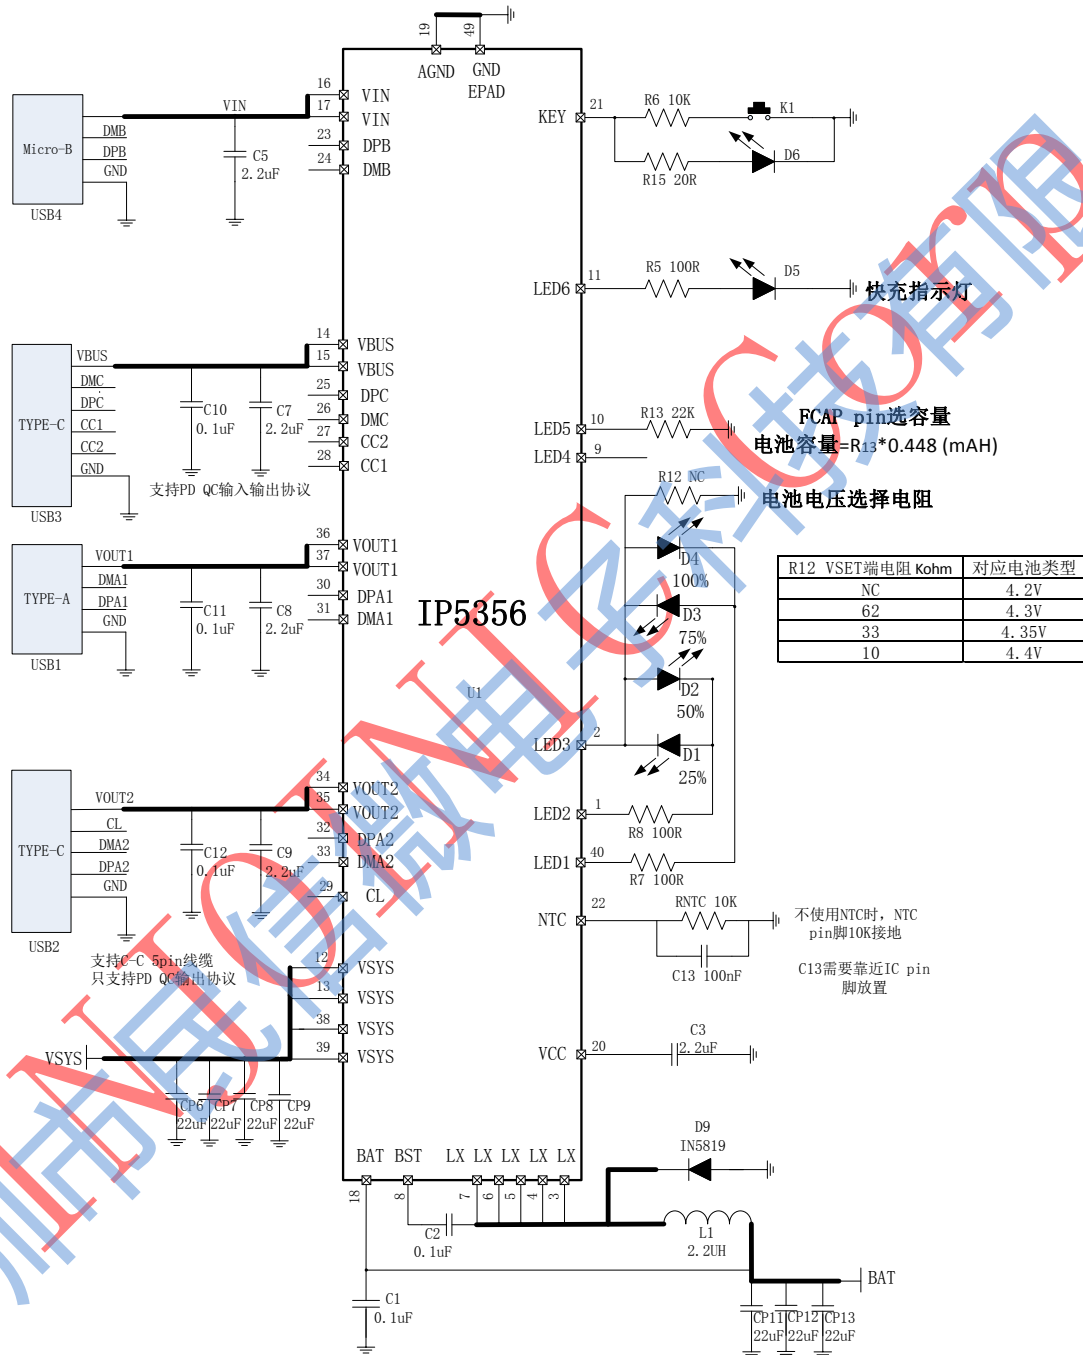 19
49
AGND
GND
EPAD
Micro-B
DMB
DPB
GND
USB4
VIN
C5
2.2uF
16
VIN
17
VIN
23
DPB
24
DMB
KEY
21
R6 10K
K1
R15 20R
D6
LED6
11
R5 100R
D5
快充指示灯
TYPE-C
VBUS
DMC
DPC
CC1
CC2
GND
USB3
C10
0.1uF
C7
2.2uF
支持PD QC输入输出协议
14
VBUS
15
VBUS
25
DPC
26
DMC
27
CC2
28
CC1
LED5
10
R13 22K
LED4
9
FCAP pin选容量
电池容量=R13*0.448 (mAH)
R12 NC
电池电压选择电阻
D4
100%
D3
75%
D2
50%
D1
25%
R12 VSET端电阻 Kohm 对应电池类型
NC 4.2V
62 4.3V
33 4.35V
10 4.4V
TYPE-A
VOUT1
DMA1
DPA1
GND
USB1
C11
0.1uF
C8
2.2uF
36
VOUT1
37
VOUT1
30
DPA1
31
DMA1
IP5356
U1
LED3
2
LED2
1
R8 100R
LED1
40
R7 100R
TYPE-C
VOUT2
CL
DMA2
DPA2
GND
USB2
C12
0.1uF
C9
2.2uF
支持C-C 5pin线缆
只支持PD QC输出协议
34
VOUT2
35
VOUT2
32
DPA2
33
DMA2
29
CL
NTC
22
RNTC 10K
C13 100nF
不使用NTC时, NTC
pin脚10K接地
C13需要靠近IC pin
脚放置
12
VSYS
13
VSYS
38
VSYS
39
VSYS
VSYS
CP6
22uF
CP7
22uF
CP8
22uF
CP9
22uF
VCC
20
C3
2.2uF
BAT BST LX LX LX LX LX
18 8 7 6 5 4 3
D9
IN5819
C2
0.1uF
L1
2.2UH
BAT
C1
0.1uF
CP11
22uF
CP12
22uF
CP13
22uF
INJOINIC Corp
圳市英集芯微电子科技有限